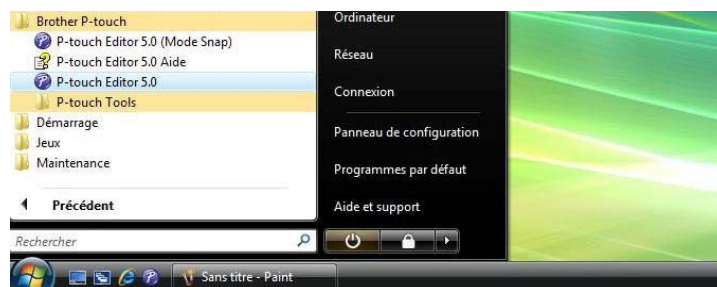 Brother P-touch
P-touch Editor 5.0 (Mode Snap)
P-touch Editor 5.0 Aide
P-touch Editor 5.0
P-touch Tools
Démarrage
Jeux
Maintenance
Précédent
Rechercher
Ordinateur
Réseau
Connexion
Panneau de configuration
Programmes par défaut
Aide et support
Sans titre - Paint